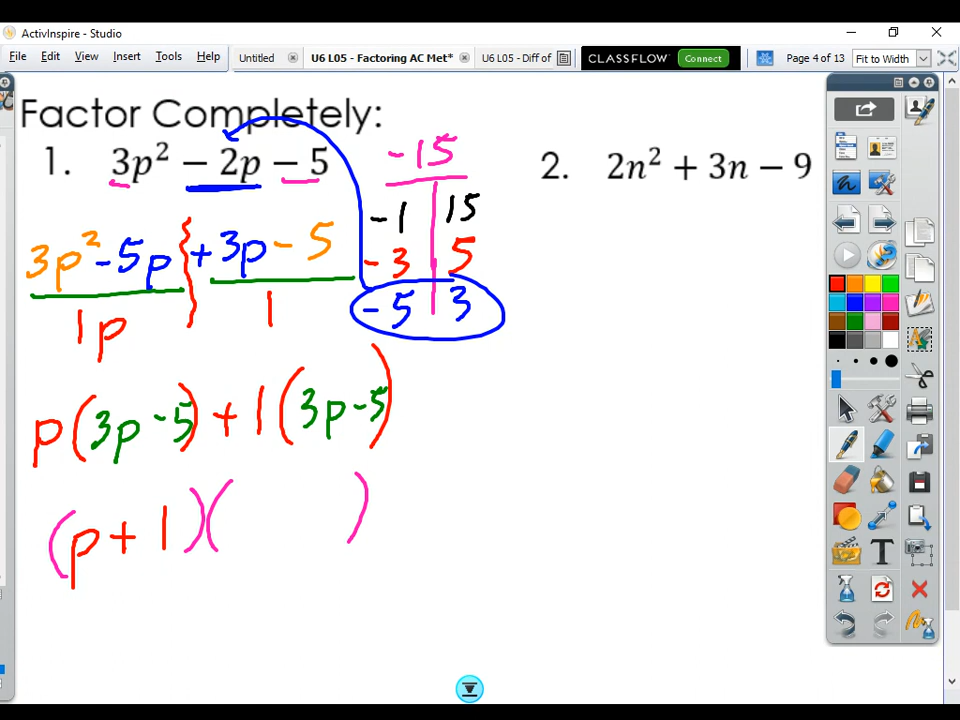 ActivInspire - Studio
File Edit View Insert Tools Help Untitled U6 L05 - Factoring AC Met* U6 L05 - Diff of CLASSFLOW Connect Page 4 of 13 Fit to Width
Factor Completely:
1. 3p² − 2p − 5
-15
-1 15
-3 5
-5 3
3p² -5p + 3p - 5
1p 1
p(3p-5) + 1(3p-5)
(p+1)( )
2. 2n² + 3n − 9